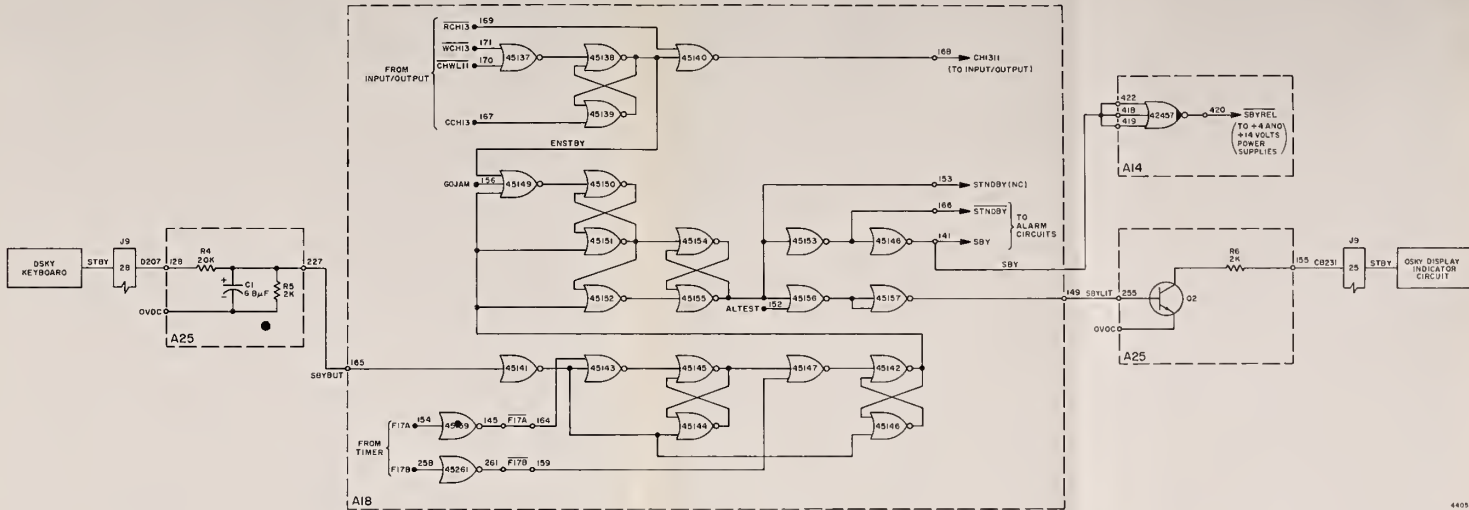 DSKY
KEYBOARD
STBY
J9
28
D207
128
R4
20K
C1
68µF
R5
2K
227
0VDC
A25
SBYBUT
165
FROM
INPUT/OUTPUT
RCH13
169
WCH13
171
CHWL11
170
CCH13
167
45137
45138
45139
45140
168
CH1311
(TO INPUT/OUTPUT)
ENSTBY
GOJAM
156
45149
45150
45151
45152
45154
45155
153
STNDBY (NC)
166
STNDBY
141
SBY
TO
ALARM
CIRCUITS
45153
45148
SBY
ALTEST
152
45156
45157
149
SBYLIT
255
45141
45143
45145
45144
45147
45142
45146
FROM
TIMER
F17A
154
145
F17A
164
F17B
258
45261
261
F17B
159
A18
422
418
419
42457
420
SBYREL
(TO +4 AND
+14 VOLTS
POWER
SUPPLIES)
A14
Q2
R6
2K
0VDC
A25
155
CB231
J9
25
STBY
DSKY DISPLAY
INDICATOR
CIRCUIT